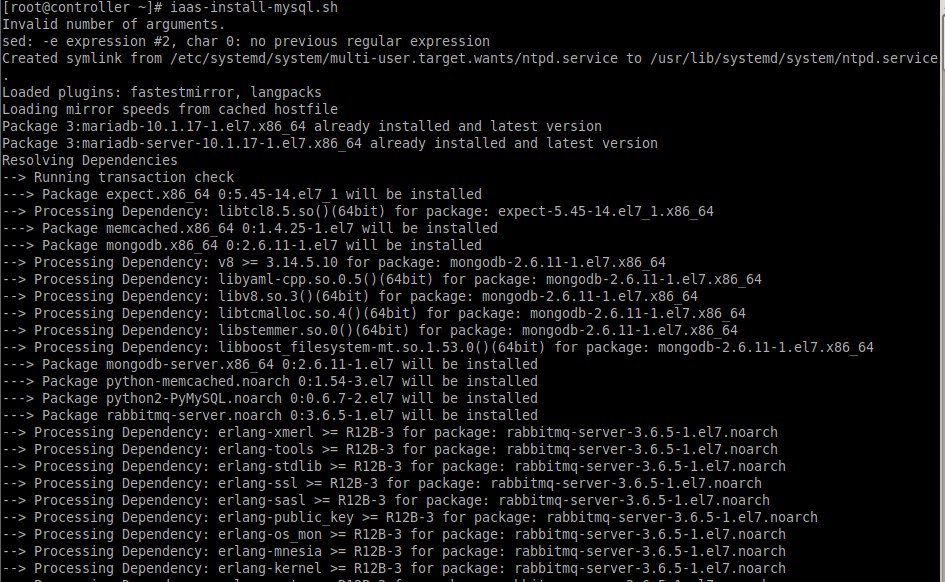 [root@controller ~]# iaas-install-mysql.sh
Invalid number of arguments.
sed: -e expression #2, char 0: no previous regular expression
Created symlink from /etc/systemd/system/multi-user.target.wants/ntpd.service to /usr/lib/systemd/system/ntpd.service
.
Loaded plugins: fastestmirror, langpacks
Loading mirror speeds from cached hostfile
Package 3:mariadb-10.1.17-1.el7.x86_64 already installed and latest version
Package 3:mariadb-server-10.1.17-1.el7.x86_64 already installed and latest version
Resolving Dependencies
--> Running transaction check
---> Package expect.x86_64 0:5.45-14.el7_1 will be installed
--> Processing Dependency: libtcl8.5.so()(64bit) for package: expect-5.45-14.el7_1.x86_64
---> Package memcached.x86_64 0:1.4.25-1.el7 will be installed
---> Package mongodb.x86_64 0:2.6.11-1.el7 will be installed
--> Processing Dependency: v8 >= 3.14.5.10 for package: mongodb-2.6.11-1.el7.x86_64
--> Processing Dependency: libyaml-cpp.so.0.5()(64bit) for package: mongodb-2.6.11-1.el7.x86_64
--> Processing Dependency: libv8.so.3()(64bit) for package: mongodb-2.6.11-1.el7.x86_64
--> Processing Dependency: libtcmalloc.so.4()(64bit) for package: mongodb-2.6.11-1.el7.x86_64
--> Processing Dependency: libstemmer.so.0()(64bit) for package: mongodb-2.6.11-1.el7.x86_64
--> Processing Dependency: libboost_filesystem-mt.so.1.53.0()(64bit) for package: mongodb-2.6.11-1.el7.x86_64
---> Package mongodb-server.x86_64 0:2.6.11-1.el7 will be installed
---> Package python-memcached.noarch 0:1.54-3.el7 will be installed
---> Package python2-PyMySQL.noarch 0:0.6.7-2.el7 will be installed
---> Package rabbitmq-server.noarch 0:3.6.5-1.el7 will be installed
--> Processing Dependency: erlang-xmerl >= R12B-3 for package: rabbitmq-server-3.6.5-1.el7.noarch
--> Processing Dependency: erlang-tools >= R12B-3 for package: rabbitmq-server-3.6.5-1.el7.noarch
--> Processing Dependency: erlang-stdlib >= R12B-3 for package: rabbitmq-server-3.6.5-1.el7.noarch
--> Processing Dependency: erlang-ssl >= R12B-3 for package: rabbitmq-server-3.6.5-1.el7.noarch
--> Processing Dependency: erlang-sasl >= R12B-3 for package: rabbitmq-server-3.6.5-1.el7.noarch
--> Processing Dependency: erlang-public_key >= R12B-3 for package: rabbitmq-server-3.6.5-1.el7.noarch
--> Processing Dependency: erlang-os_mon >= R12B-3 for package: rabbitmq-server-3.6.5-1.el7.noarch
--> Processing Dependency: erlang-mnesia >= R12B-3 for package: rabbitmq-server-3.6.5-1.el7.noarch
--> Processing Dependency: erlang-kernel >= R12B-3 for package: rabbitmq-server-3.6.5-1.el7.noarch